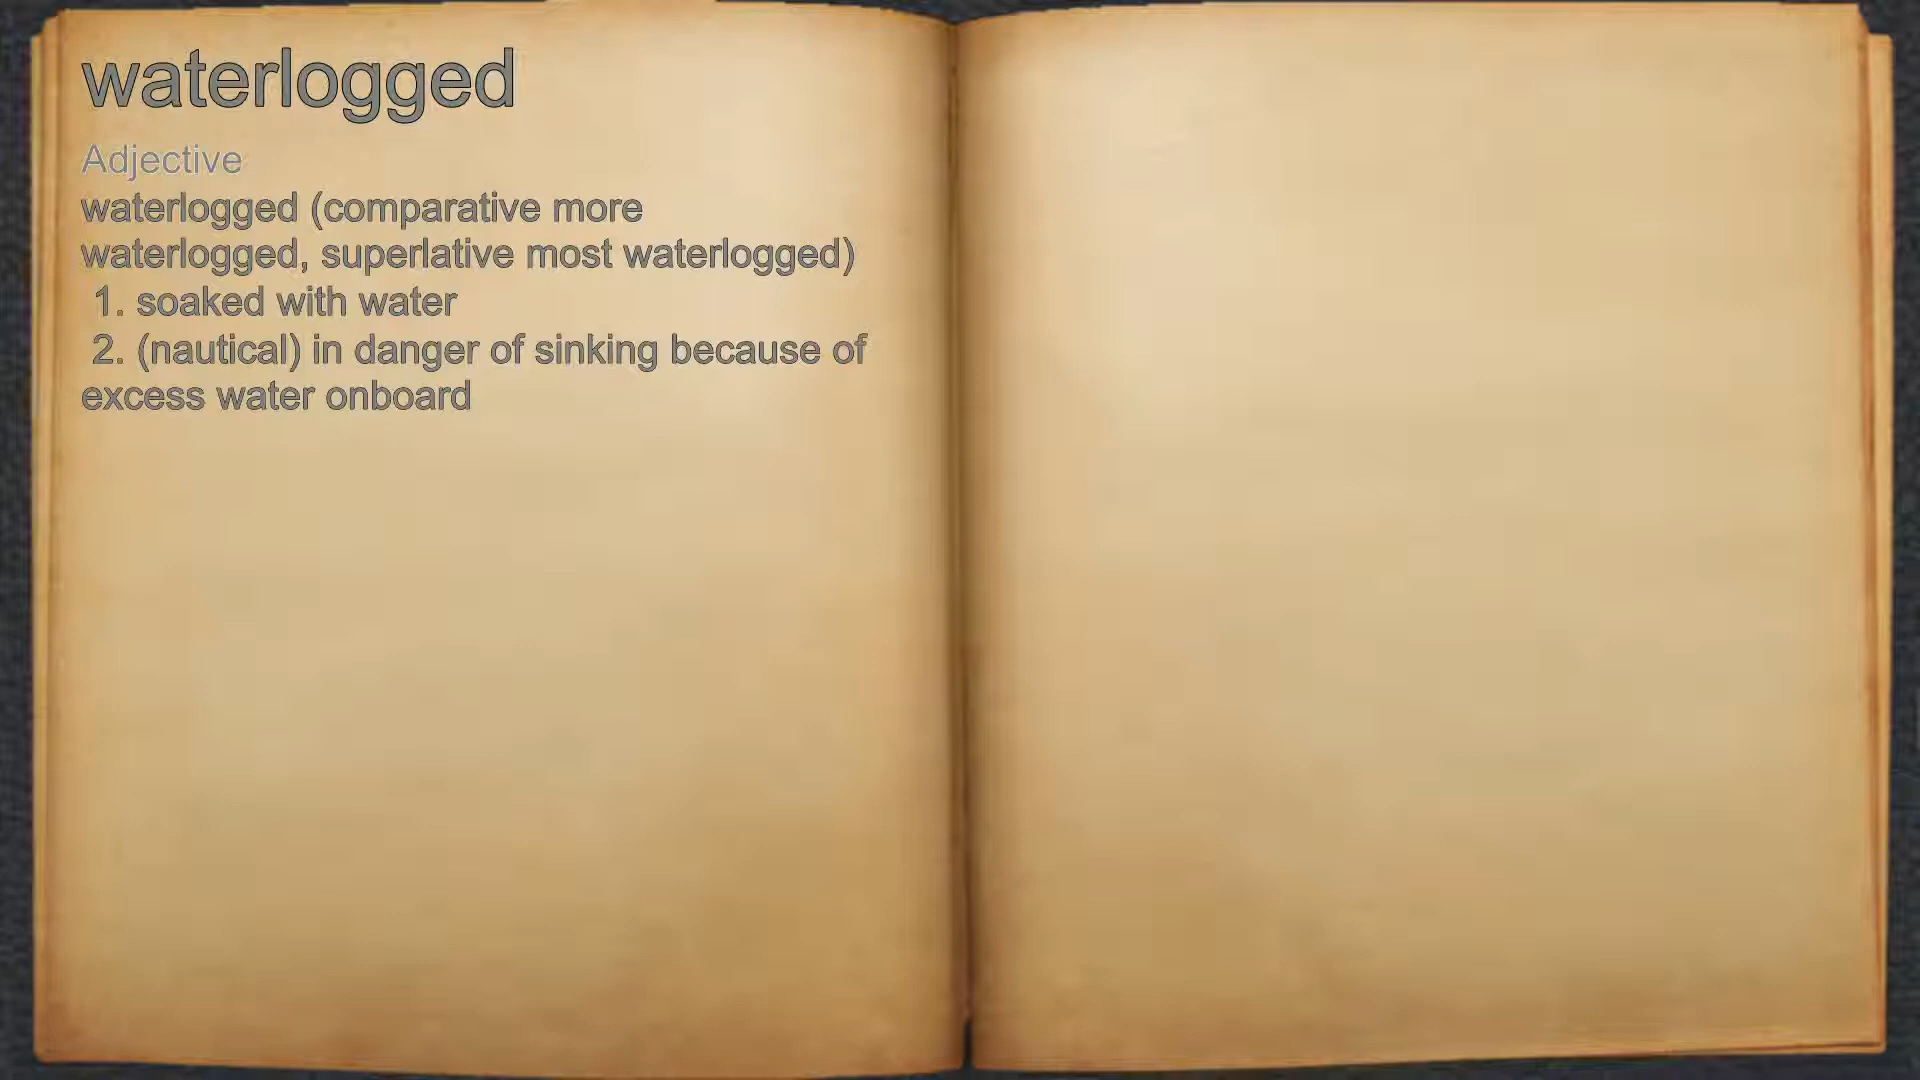 waterlogged
Adjective
waterlogged (comparative more
waterlogged, superlative most waterlogged)
1. soaked with water
2. (nautical) in danger of sinking because of
excess water onboard